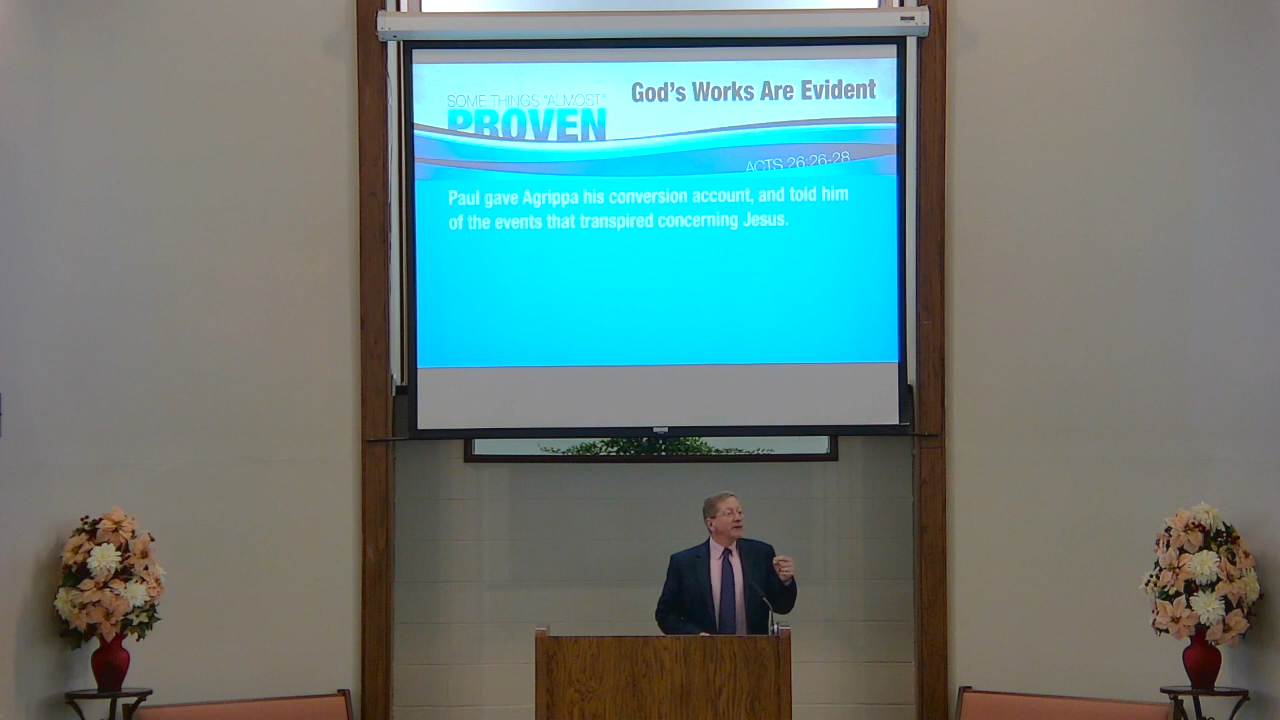 SOME THINGS "ALMOST"
PROVEN
God's Works Are Evident
ACTS 26:26-28
Paul gave Agrippa his conversion account, and told him
of the events that transpired concerning Jesus.